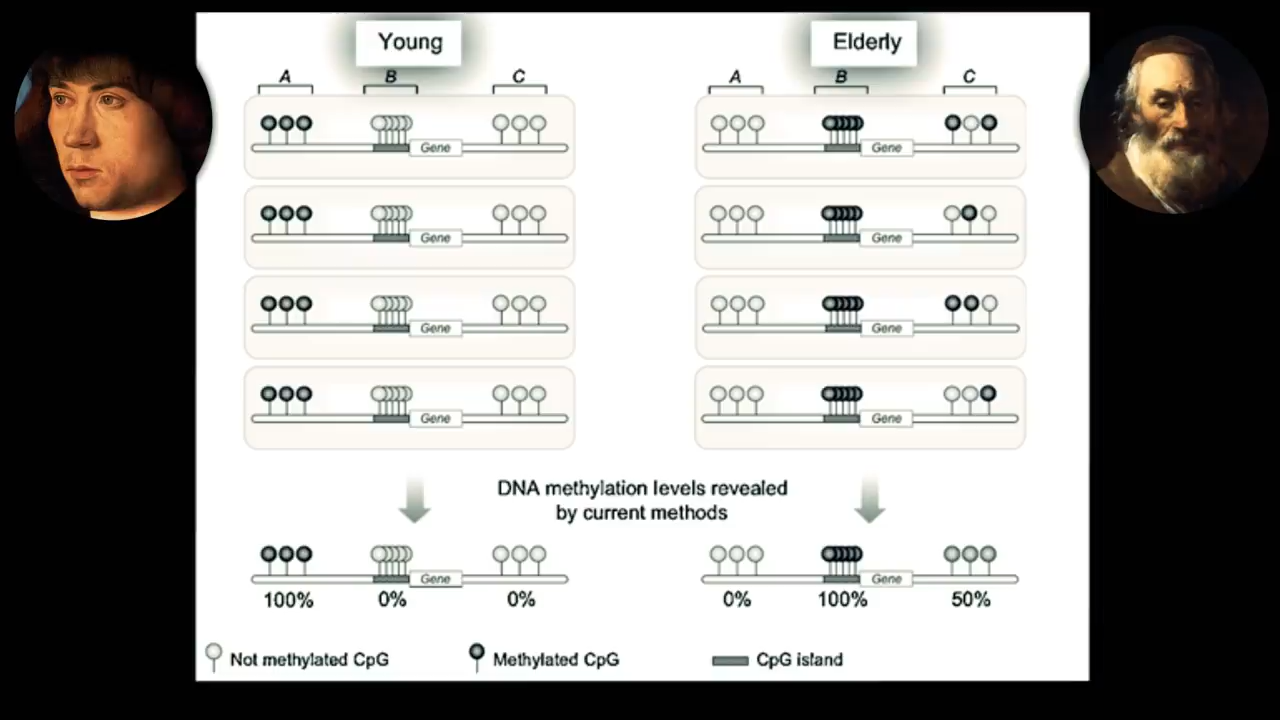 Young
Elderly
A B C
A B C
Gene
Gene
Gene
Gene
Gene
Gene
Gene
Gene
DNA methylation levels revealed
by current methods
Gene
Gene
100% 0% 0%
0% 100% 50%
Not methylated CpG
Methylated CpG
CpG island